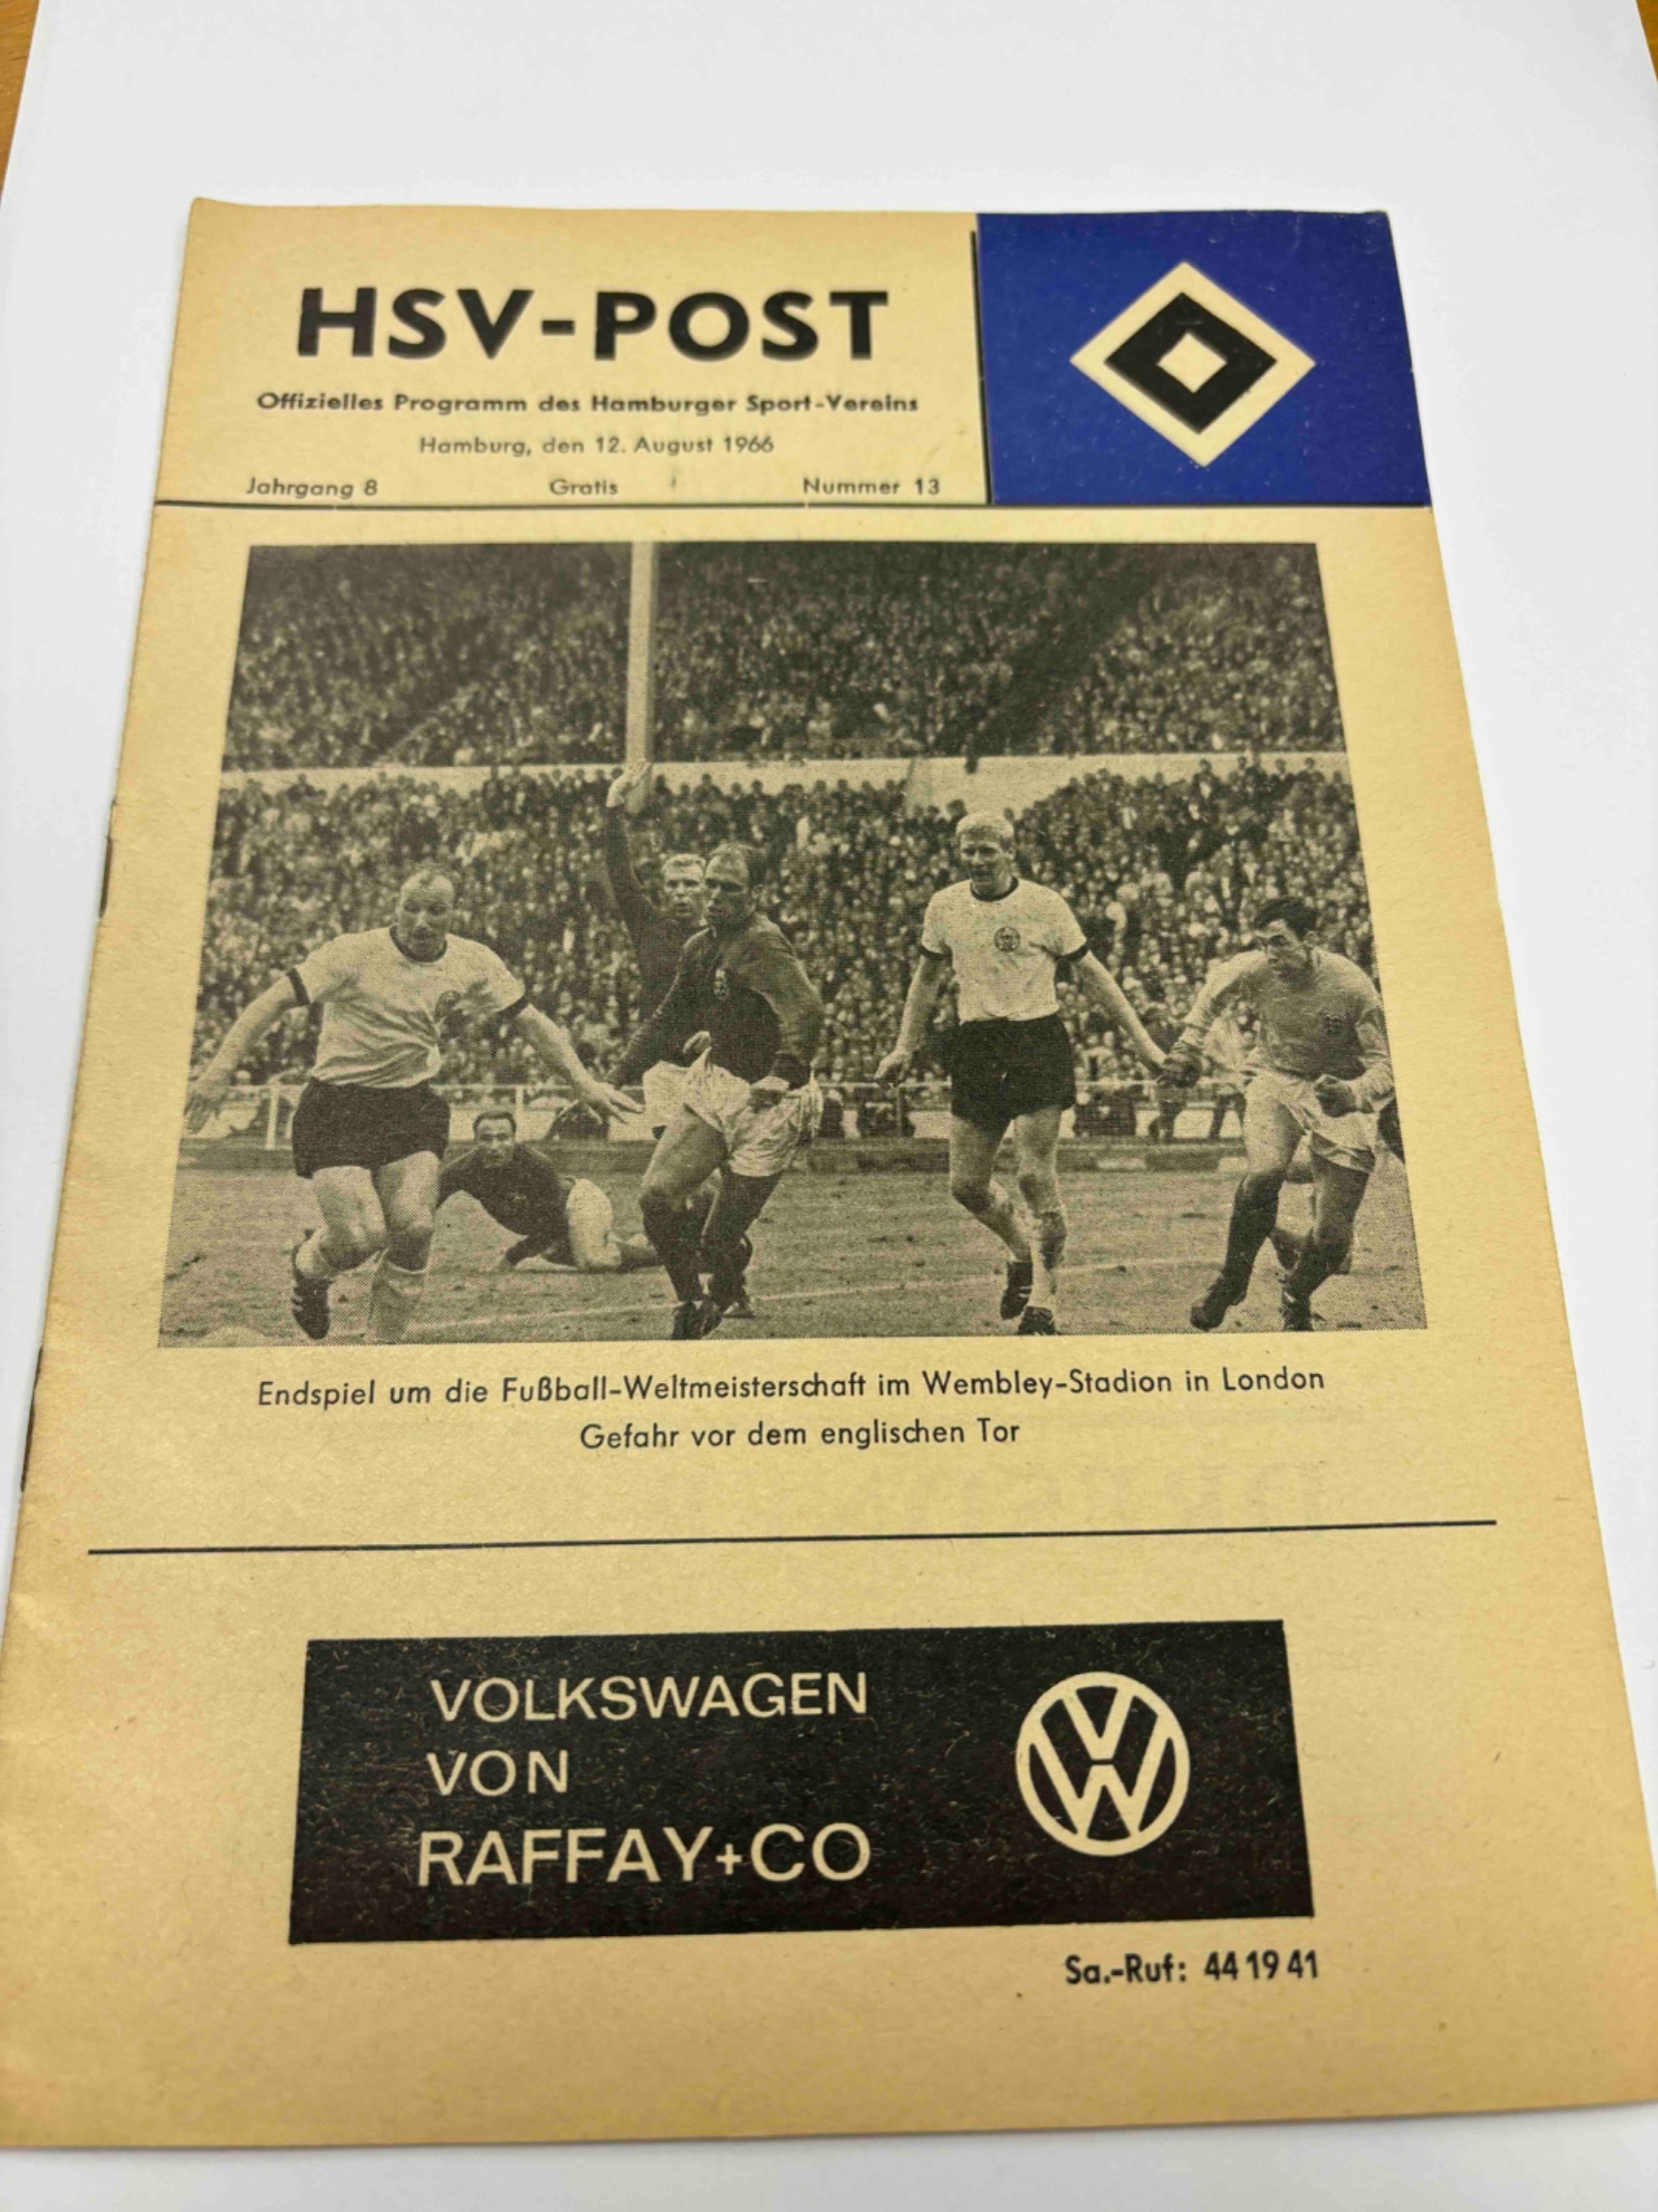 HSV-POST
Offizielles Programm des Hamburger Sport-Vereins
Hamburg, den 12. August 1966
Jahrgang 8 Gratis Nummer 13
Endspiel um die Fußball-Weltmeisterschaft im Wembley-Stadion in London
Gefahr vor dem englischen Tor
VOLKSWAGEN
VON
RAFFAY+CO
Sa.-Ruf: 44 19 41